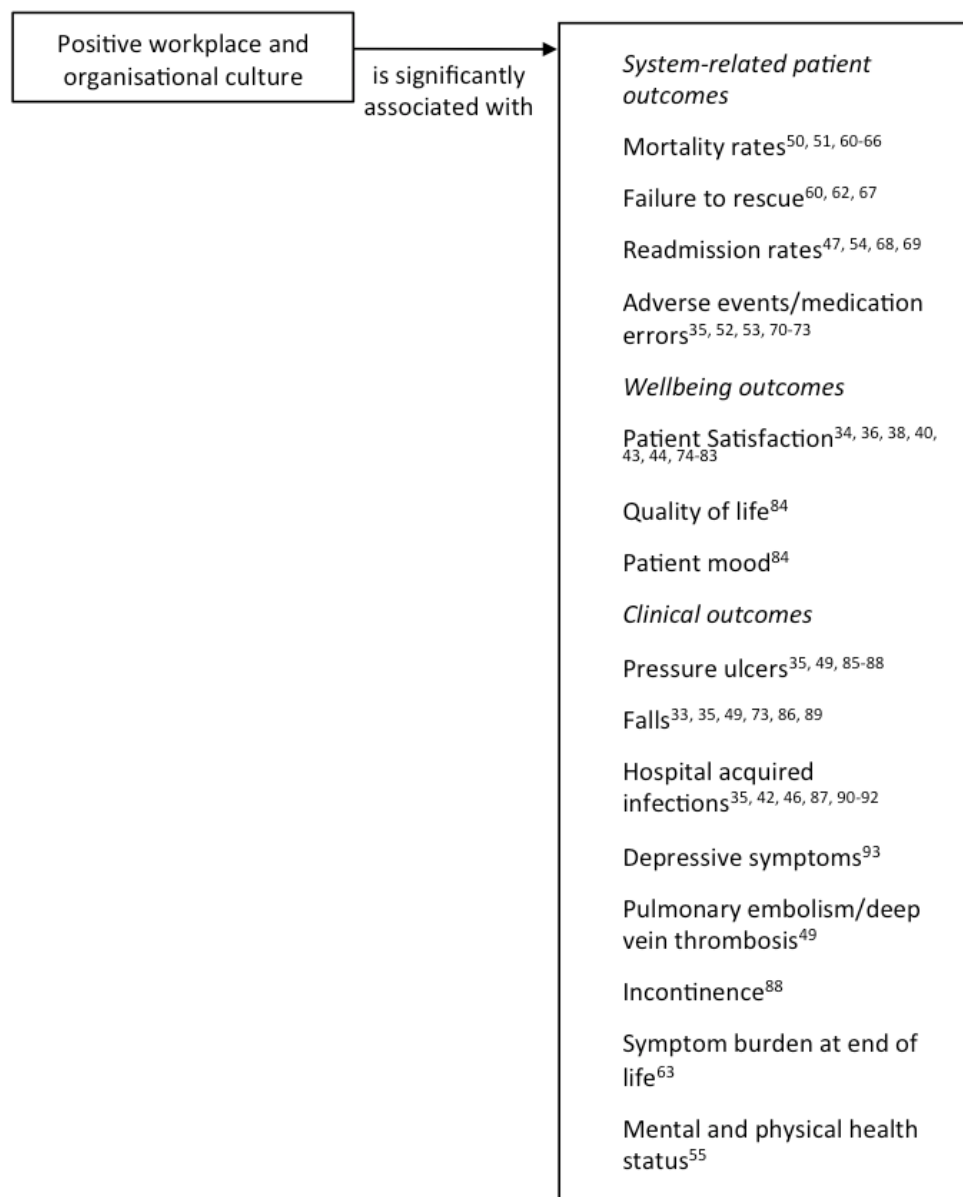 Positive workplace and
organisational culture
is significantly
associated with
System-related patient
outcomes
Mortality rates50, 51, 60-66
Failure to rescue60, 62, 67
Readmission rates47, 54, 68, 69
Adverse events/medication
errors35, 52, 53, 70-73
Wellbeing outcomes
Patient Satisfaction34, 36, 38, 40,
43, 44, 74-83
Quality of life84
Patient mood84
Clinical outcomes
Pressure ulcers35, 49, 85-88
Falls33, 35, 49, 73, 86, 89
Hospital acquired
infections35, 42, 46, 87, 90-92
Depressive symptoms93
Pulmonary embolism/deep
vein thrombosis49
Incontinence88
Symptom burden at end of
life63
Mental and physical health
status55